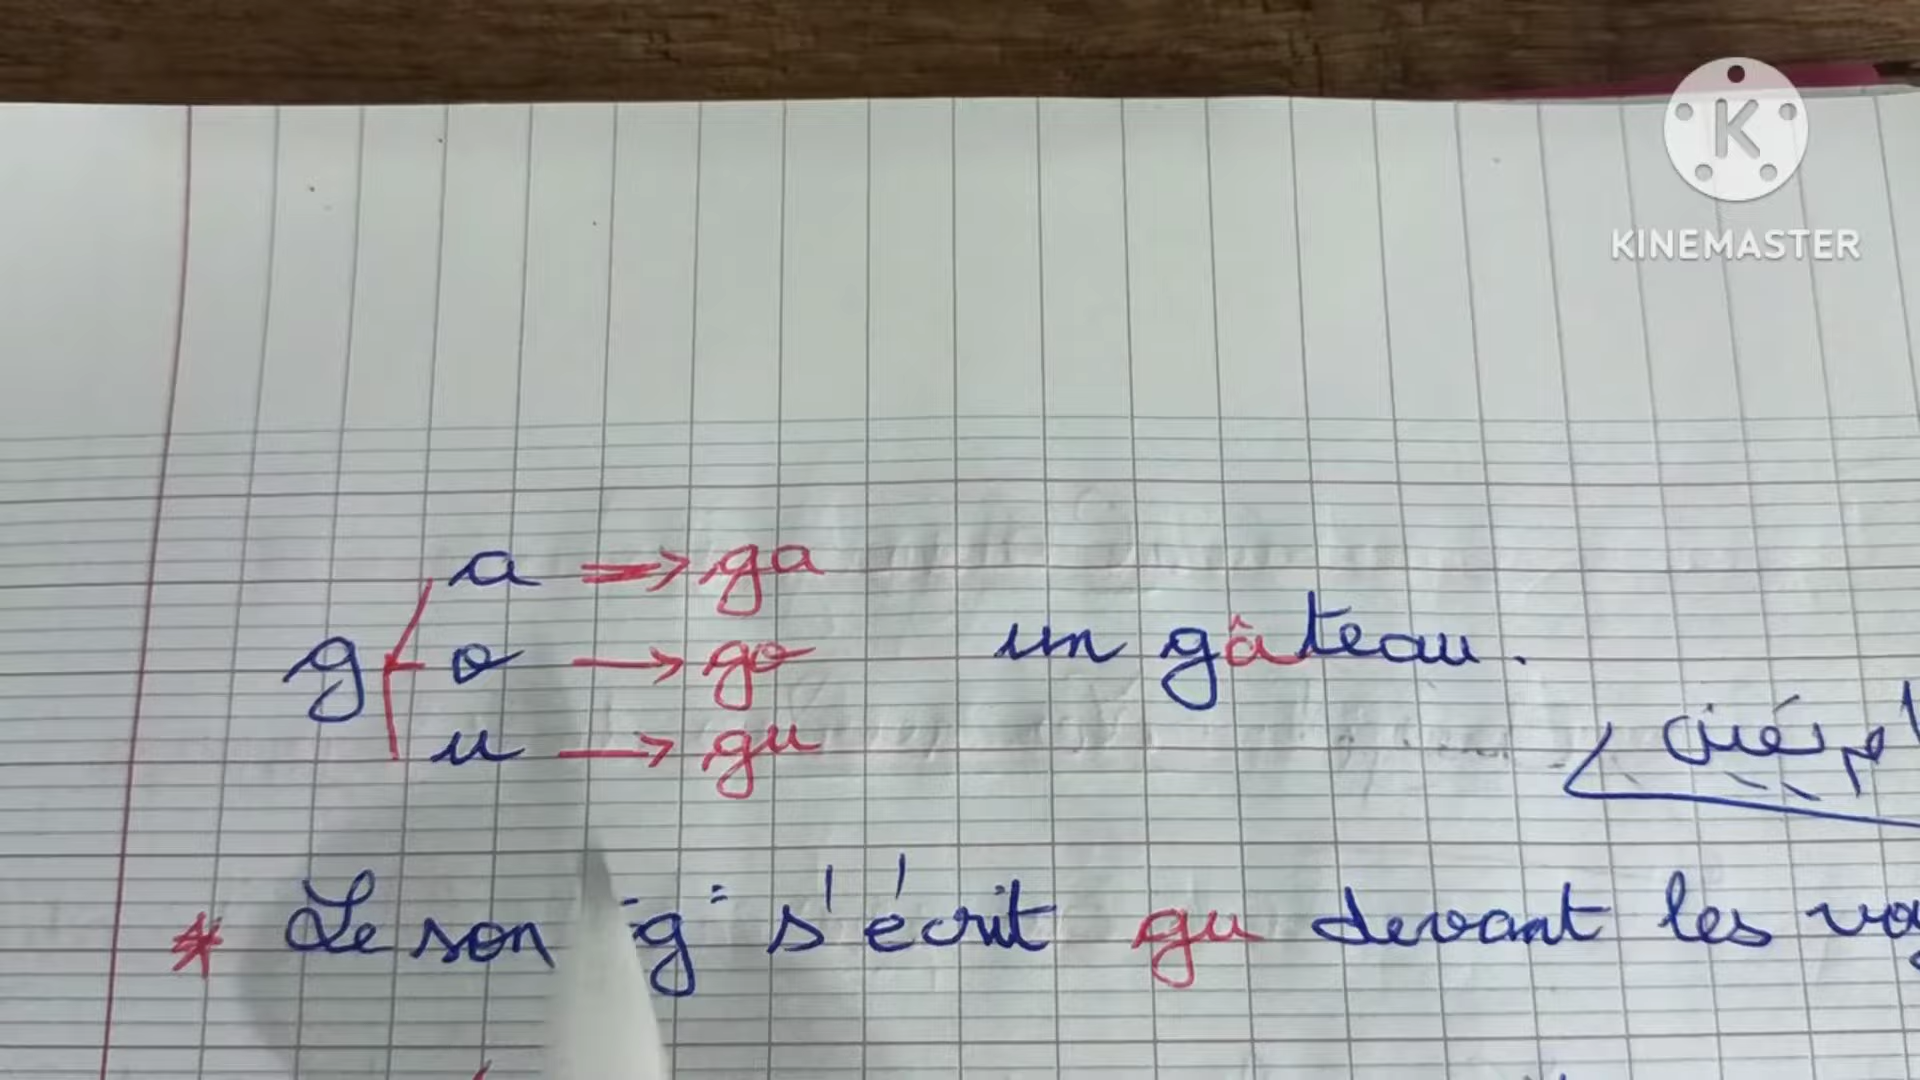 KINEMASTER
a ⇒ ga
g o → go un gâteau.
u → gu
* Le son "g" s'écrit gu devant les